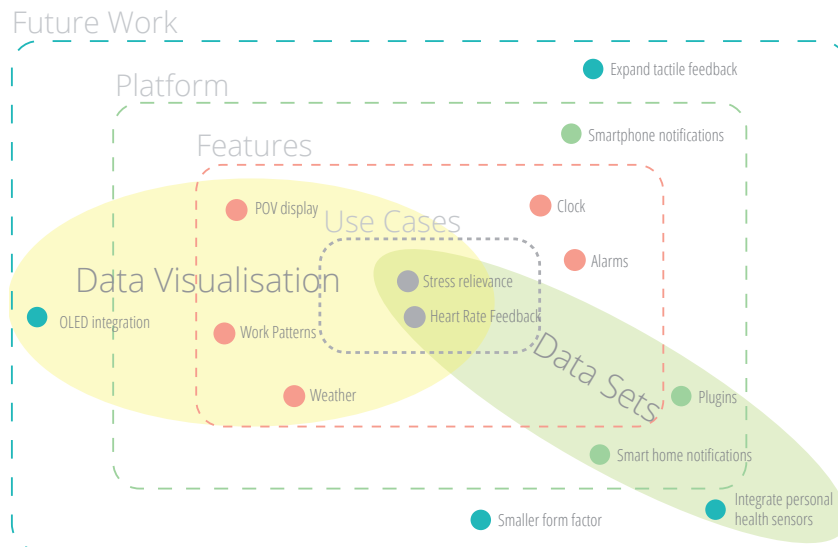 Future Work
Expand tactile feedback
Platform
Smartphone notifications
Features
POV display
Clock
Use Cases
Alarms
Data Visualisation
Stress relievance
Heart Rate Feedback
OLED integration
Work Patterns
Data Sets
Weather
Plugins
Smart home notifications
Integrate personal
health sensors
Smaller form factor